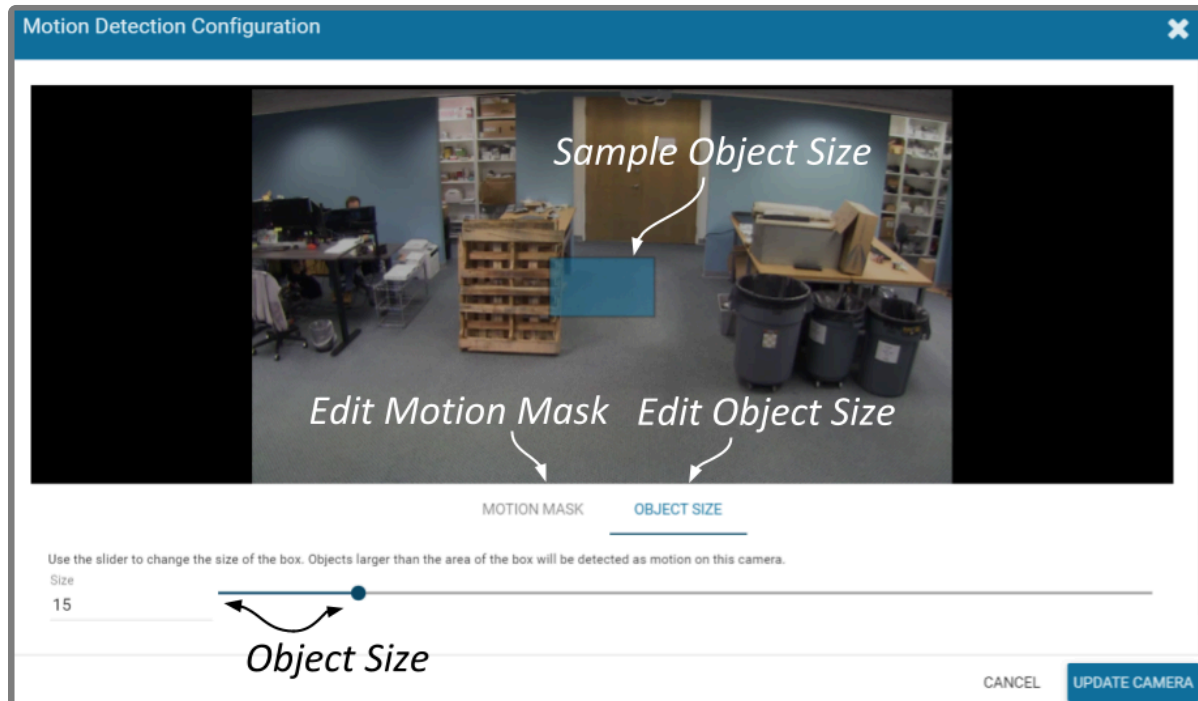 Motion Detection Configuration
Sample Object Size
Edit Motion Mask Edit Object Size
MOTION MASK OBJECT SIZE
Use the slider to change the size of the box. Objects larger than the area of the box will be detected as motion on this camera.
Size
15
Object Size
CANCEL UPDATE CAMERA